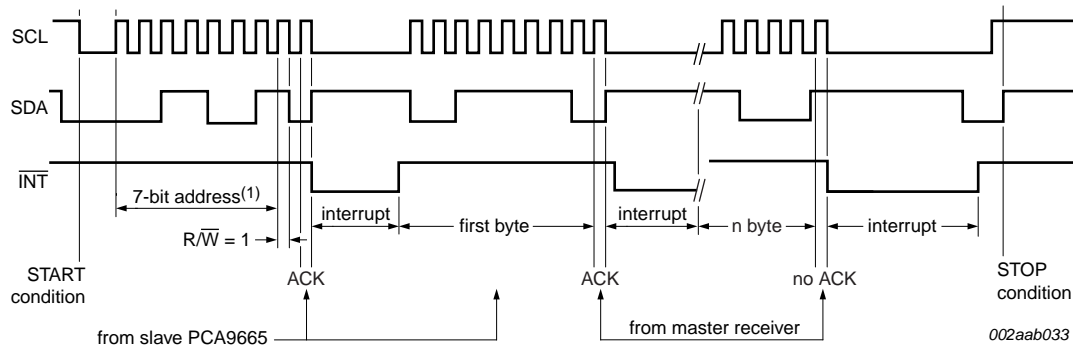 SCL
SDA
INT
7-bit address(1)
R/W = 1
interrupt
first byte
interrupt
n byte
interrupt
START
condition
ACK
ACK
no ACK
STOP
condition
from slave PCA9665
from master receiver
002aab033